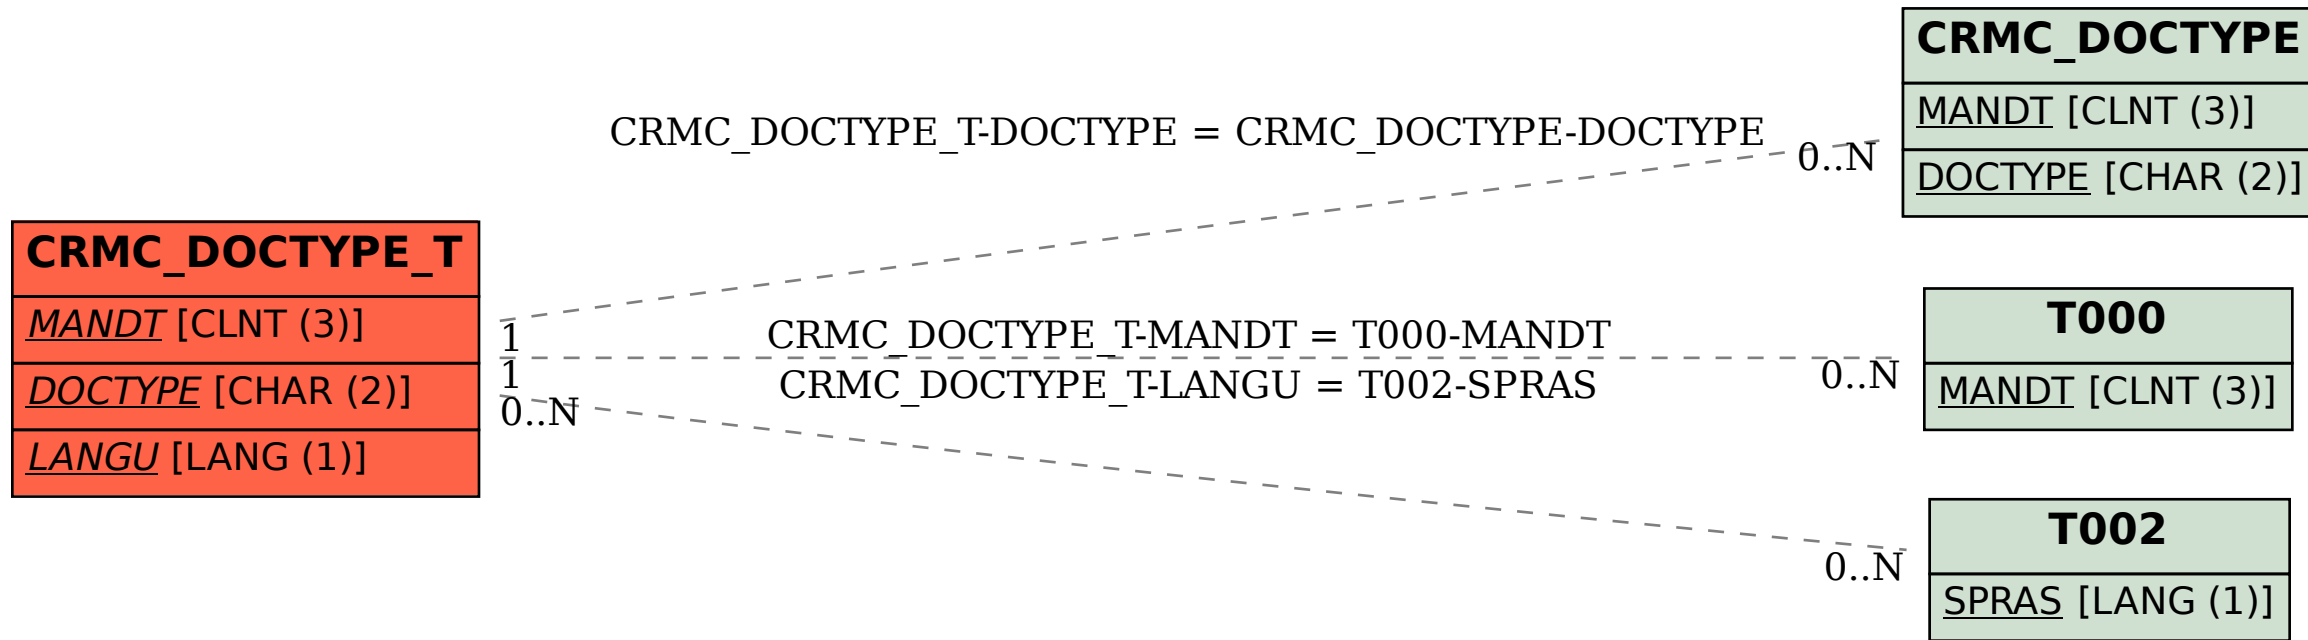 CRMC_DOCTYPE_T
MANDT [CLNT (3)]
DOCTYPE [CHAR (2)]
LANGU [LANG (1)]
CRMC_DOCTYPE_T-DOCTYPE = CRMC_DOCTYPE-DOCTYPE
0..N
1
CRMC_DOCTYPE_T-MANDT = T000-MANDT
1
0..N
CRMC_DOCTYPE_T-LANGU = T002-SPRAS
0..N
0..N
CRMC_DOCTYPE
MANDT [CLNT (3)]
DOCTYPE [CHAR (2)]
T000
MANDT [CLNT (3)]
T002
SPRAS [LANG (1)]